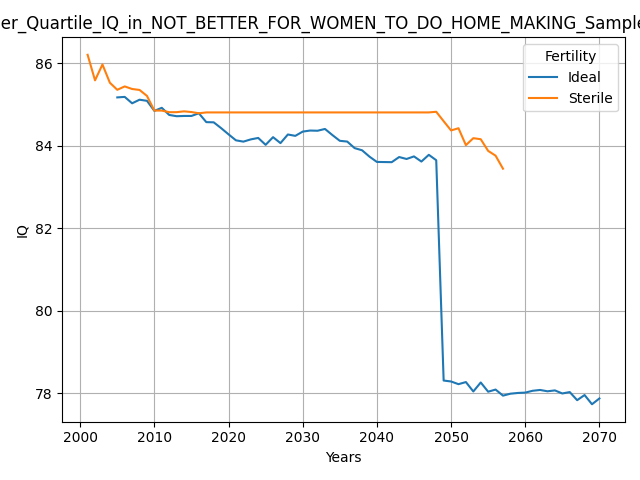 er_Quartile_IQ_in_NOT_BETTER_FOR_WOMEN_TO_DO_HOME_MAKING_Sample
Fertility
Ideal
Sterile
86
84
82
80
78
IQ
2000 2010 2020 2030 2040 2050 2060 2070
Years